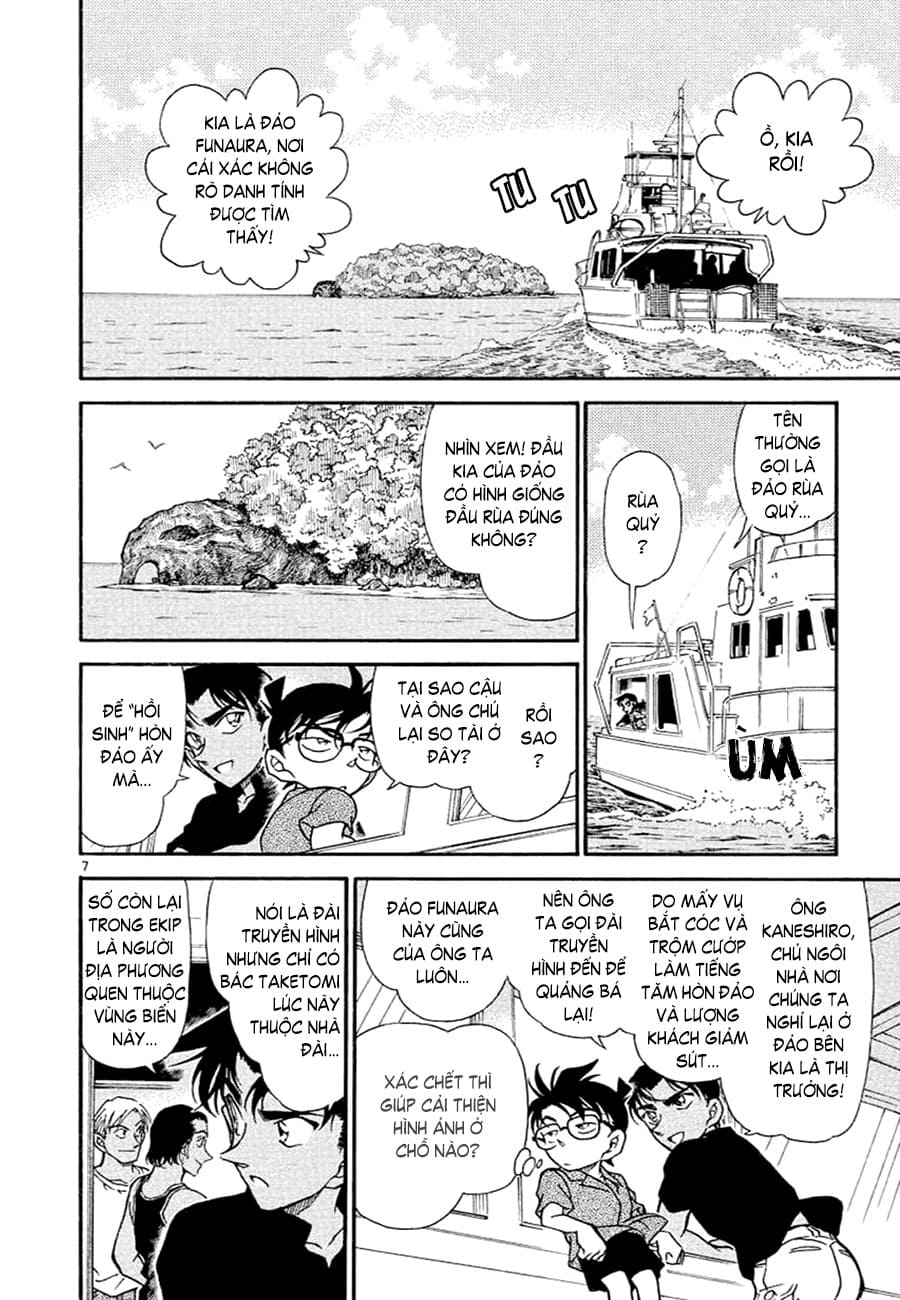 Ồ, KIA
RỒI!
TU
TU
KIA LÀ ĐẢO
FUNAURA, NƠI
CÁI XÁC KHÔNG
RÕ DANH TÍNH
ĐƯỢC TÌM
THẤY!
TÊN
THƯỜNG
GỌI LÀ
ĐẢO RÙA
QUỶ...
RÙA
QUỶ
?
ÙM
NHÌN XEM! ĐẦU
KIA CỦA ĐẢO
CÓ HÌNH GIỐNG
ĐẦU RÙA ĐÚNG
KHÔNG?
RỒI
SAO
?
TẠI SAO CẬU
VÀ ÔNG CHÚ
LẠI SO TÀI Ở
ĐÂY?
ĐỂ "HỒI
SINH" HÒN
ĐẢO ẤY
MÀ...
7
ÔNG
KANESHIRO,
CHỦ NGÔI
NHÀ NƠI
CHÚNG TA
NGHỈ LẠI Ở
ĐẢO BÊN
KIA LÀ THỊ
TRƯỞNG!
DO MẤY VỤ
BẮT CÓC VÀ
TRỘM CƯỚP
LÀM TIẾNG
TĂM HÒN ĐẢO
VÀ LƯỢNG
KHÁCH GIẢM
SÚT...
NÊN ÔNG
TA GỌI ĐÀI
TRUYỀN
HÌNH ĐẾN ĐỂ
QUẢNG BÁ
LẠI!
ĐẢO FUNAURA
NÀY CŨNG
CỦA ÔNG TA
LUÔN...
XÁC CHẾT THÌ
GIÚP CẢI THIỆN
HÌNH ẢNH Ở
CHỖ NÀO?
NÓI LÀ ĐÀI
TRUYỀN HÌNH
NHƯNG CHỈ CÓ
BÁC TAKETOMI
LÚC NÀY
THUỘC NHÀ
ĐÀI...
SỐ CÒN LẠI
TRONG EKIP
LÀ NGƯỜI
ĐỊA PHƯƠNG
QUEN THUỘC
VÙNG BIỂN
NÀY...